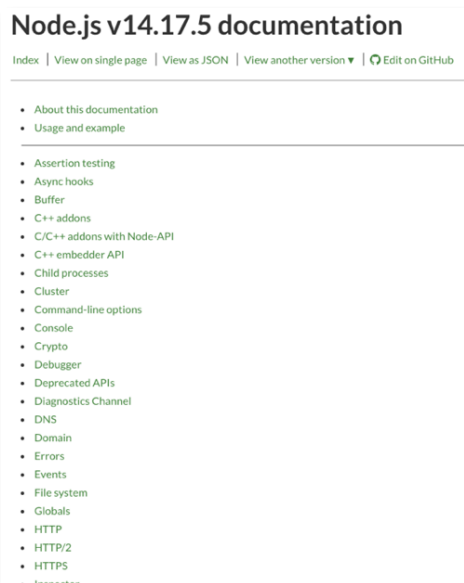 Node.js v14.17.5 documentation
Index | View on single page | View as JSON | View another version ▼ | Edit on GitHub
• About this documentation
• Usage and example
• Assertion testing
• Async hooks
• Buffer
• C++ addons
• C/C++ addons with Node-API
• C++ embedder API
• Child processes
• Cluster
• Command-line options
• Console
• Crypto
• Debugger
• Deprecated APIs
• Diagnostics Channel
• DNS
• Domain
• Errors
• Events
• File system
• Globals
• HTTP
• HTTP/2
• HTTPS